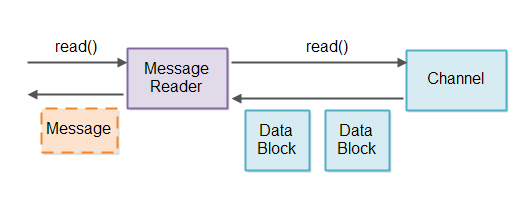 read()
read()
Message
Reader
Channel
Message
Data
Block
Data
Block